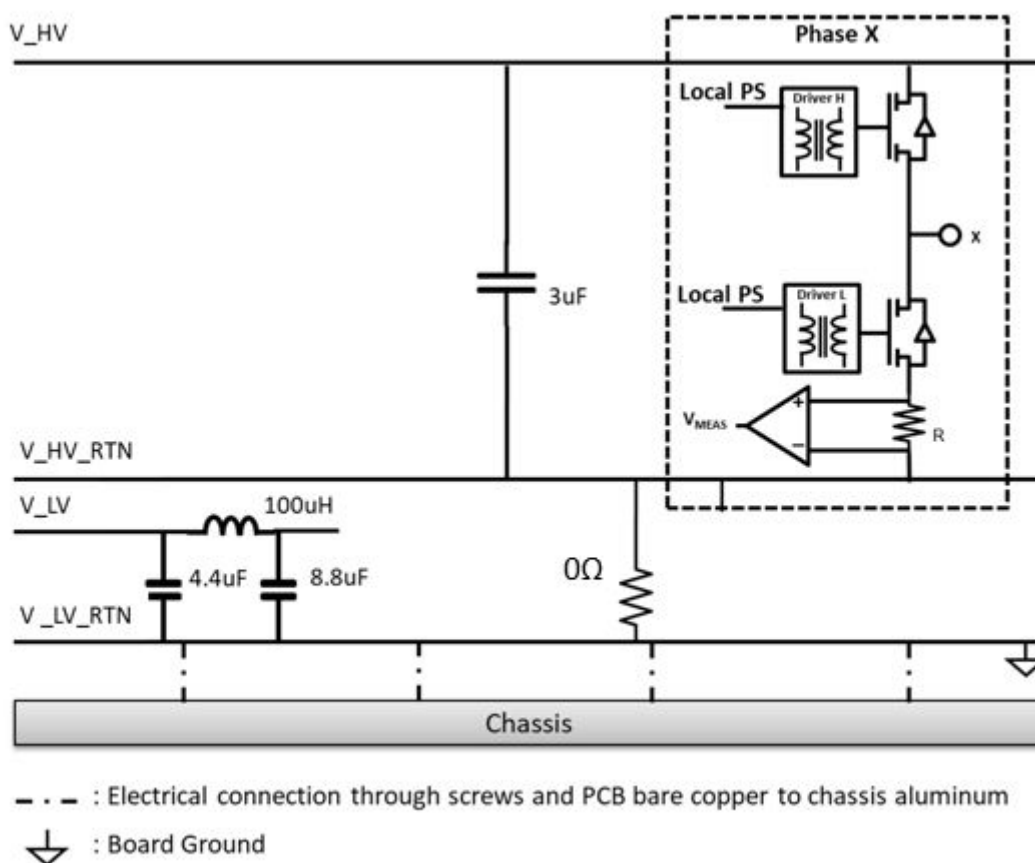 V_HV
Phase X
Local PS
Driver H
x
3uF
Local PS
Driver L
+
V_MEAS
−
R
V_HV_RTN
V_LV
100uH
4.4uF
8.8uF
0Ω
V _LV_RTN
Chassis
: Electrical connection through screws and PCB bare copper to chassis aluminum
: Board Ground